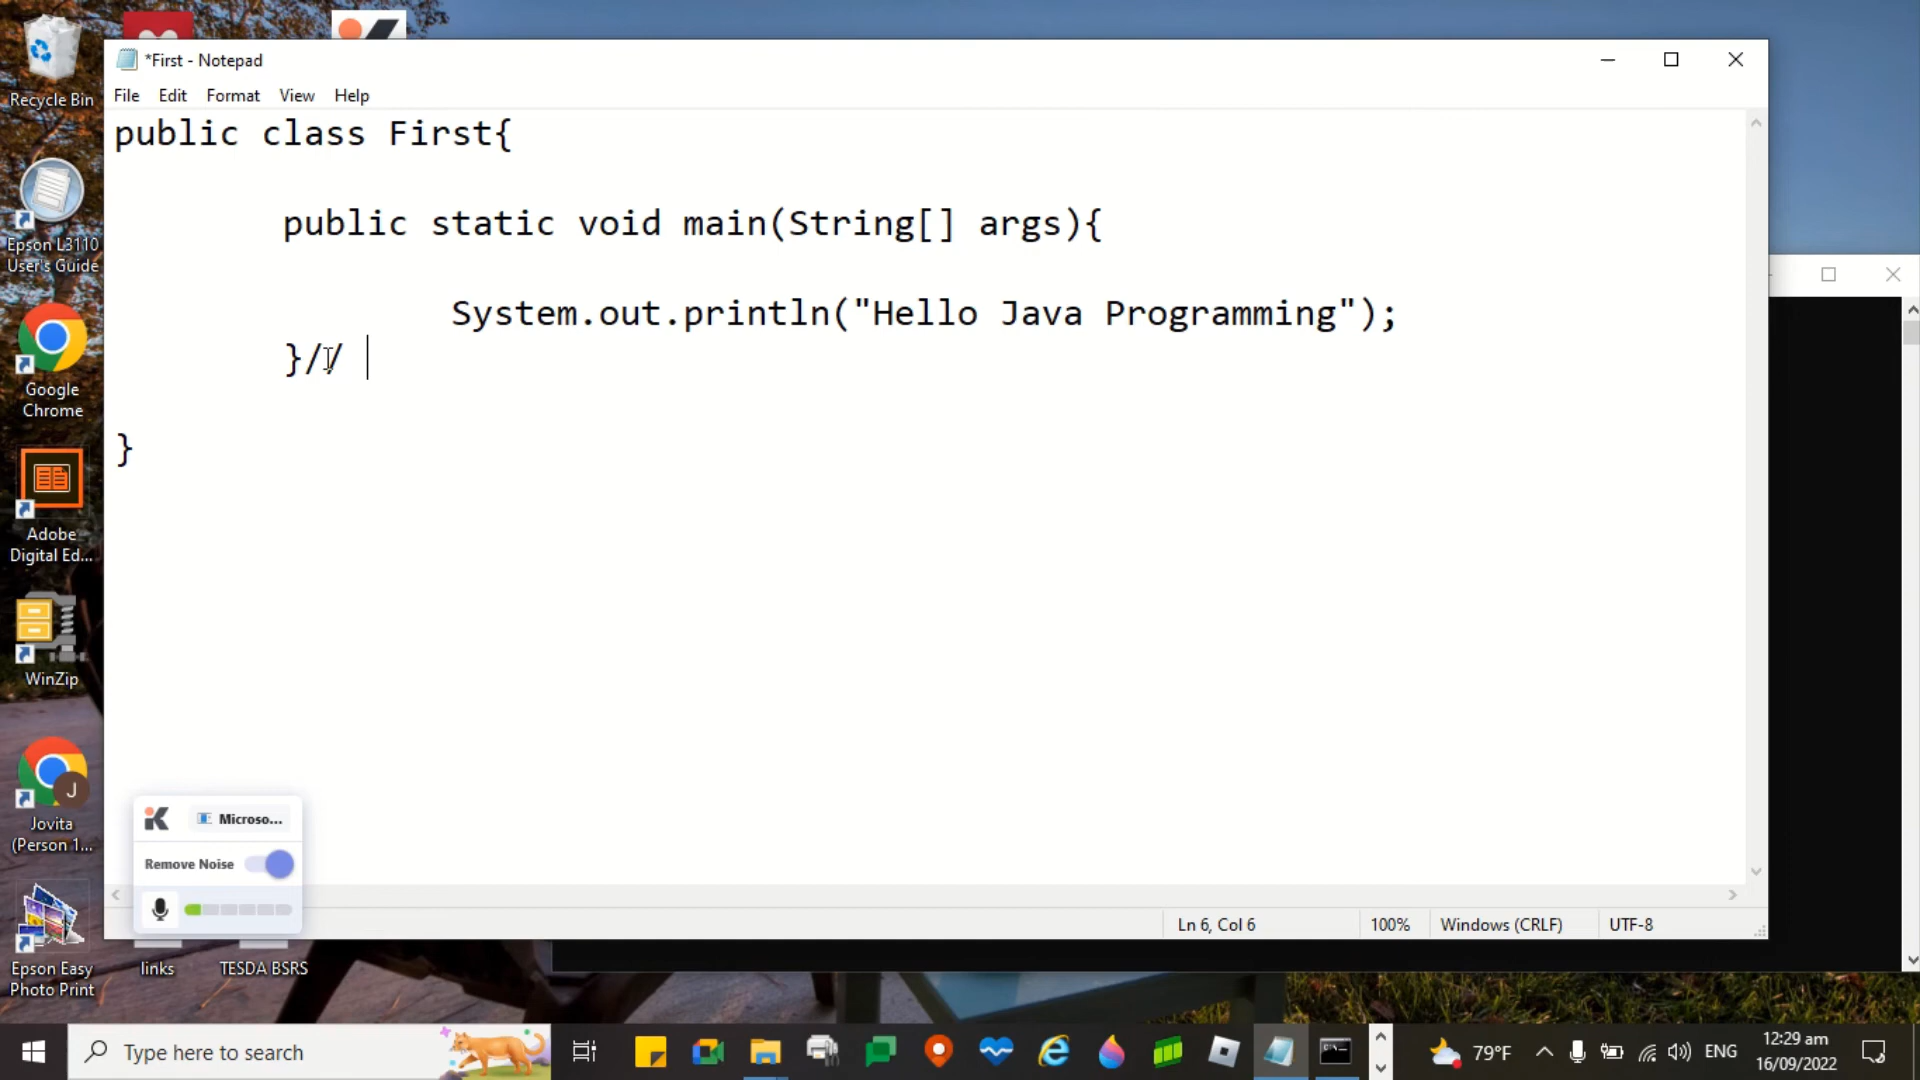 *First - Notepad
File Edit Format View Help
public class First{
public static void main(String[] args){
System.out.println("Hello Java Programming");
}//
}
Ln 6, Col 6 100% Windows (CRLF) UTF-8
Recycle Bin
Epson L3110
User's Guide
Google
Chrome
Adobe
Digital Ed...
WinZip
J
Jovita
(Person 1...
Epson Easy
Photo Print
links
TESDA BSRS
Microso...
Remove Noise
Type here to search
79°F
ENG
12:29 am
16/09/2022